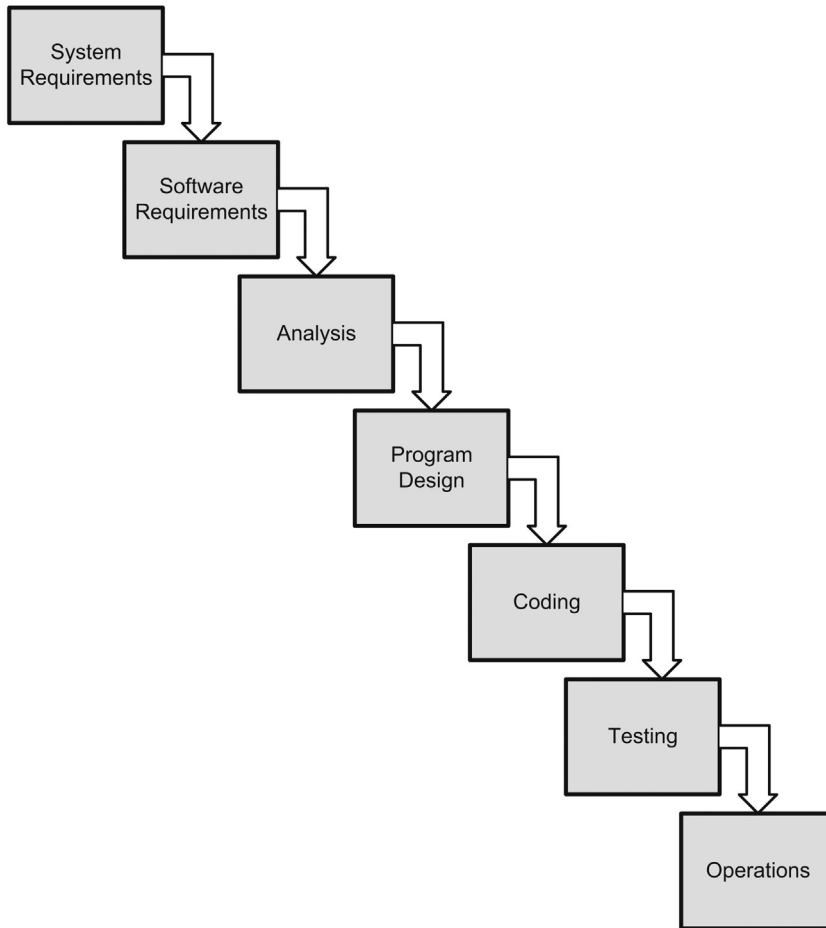 System
Requirements
Software
Requirements
Analysis
Program
Design
Coding
Testing
Operations